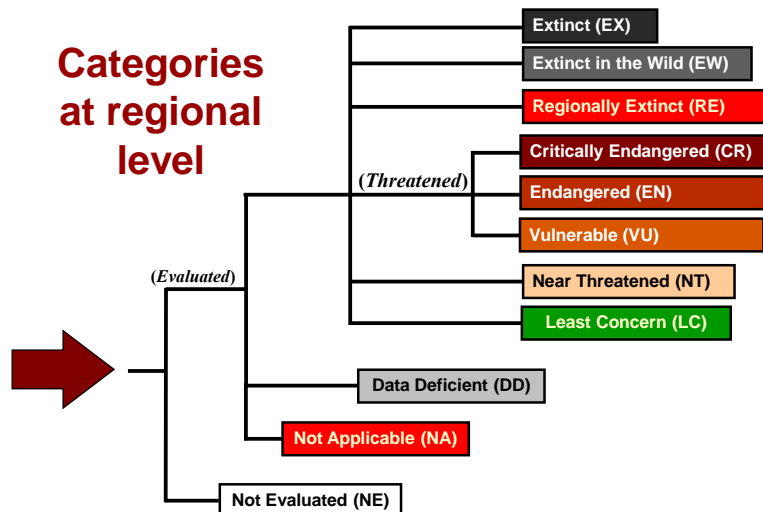 Categories
at regional
level
Extinct (EX)
Extinct in the Wild (EW)
Regionally Extinct (RE)
Critically Endangered (CR)
(Threatened)
Endangered (EN)
Vulnerable (VU)
(Evaluated)
Near Threatened (NT)
Least Concern (LC)
Data Deficient (DD)
Not Applicable (NA)
Not Evaluated (NE)